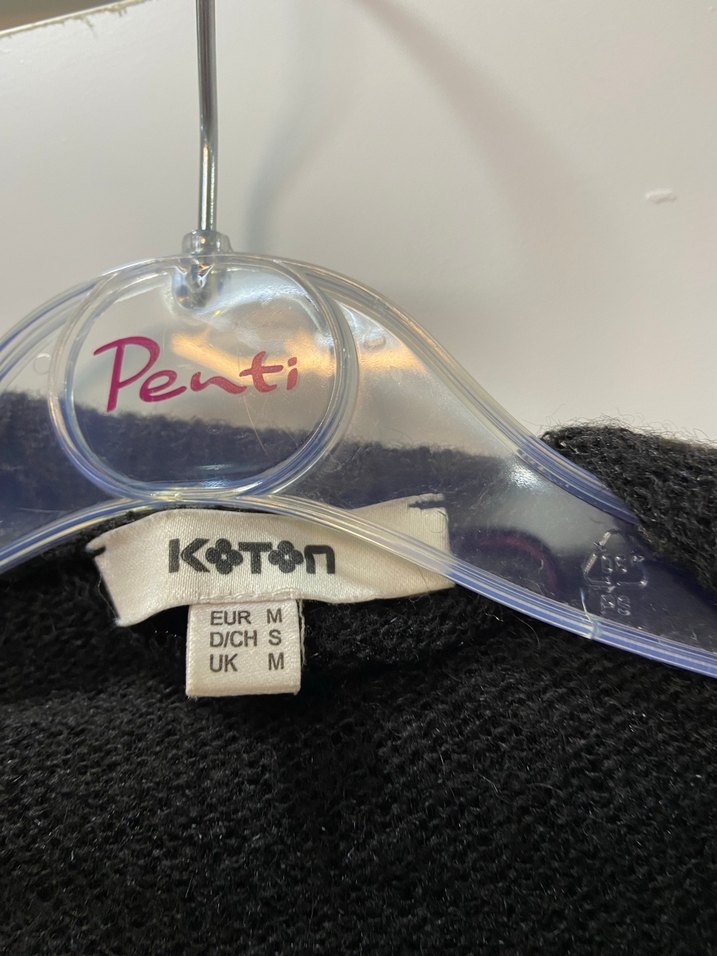 Penti
KOTON
EUR M
D/CH S
UK M